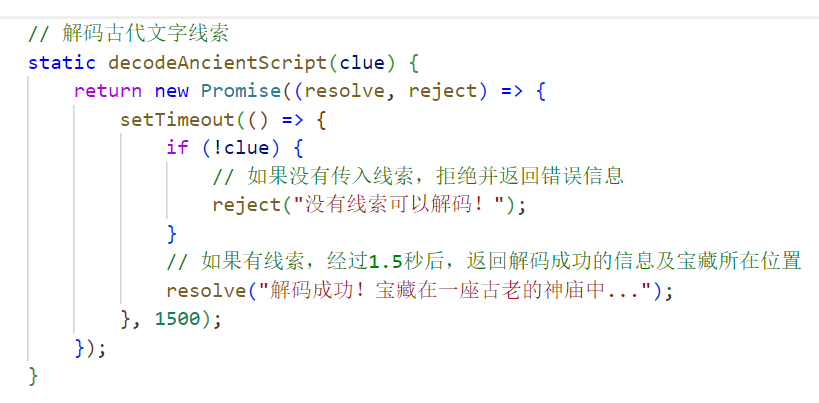 // 解码古代文字线索
static decodeAncientScript(clue) {
return new Promise((resolve, reject) => {
setTimeout(() => {
if (!clue) {
// 如果没有传入线索，拒绝并返回错误信息
reject("没有线索可以解码！");
}
// 如果有线索，经过1.5秒后，返回解码成功的信息及宝藏所在位置
resolve("解码成功！宝藏在一座古老的神庙中...");
}, 1500);
});
}